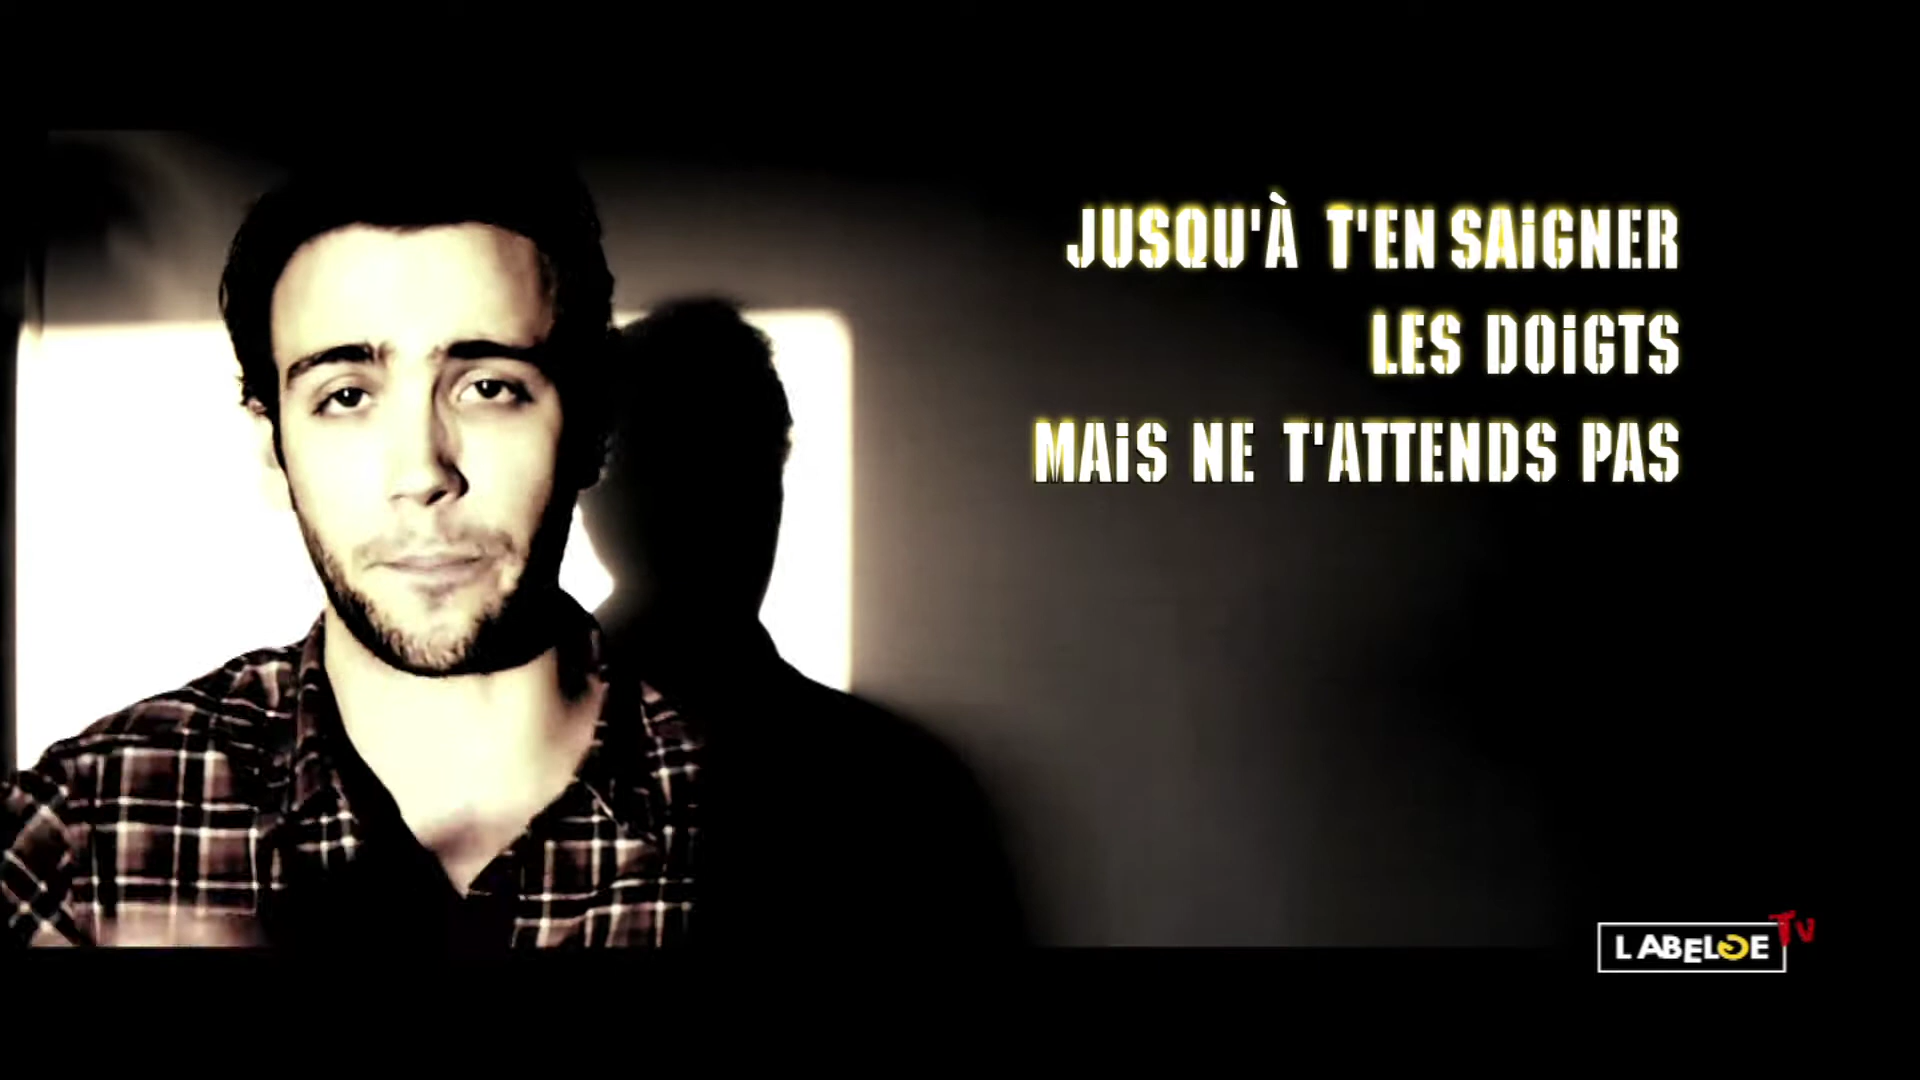 JUSQU'À T'EN SAiGNER
LES DOiGTS
MAiS NE T'ATTENDS PAS
LABELGE TV